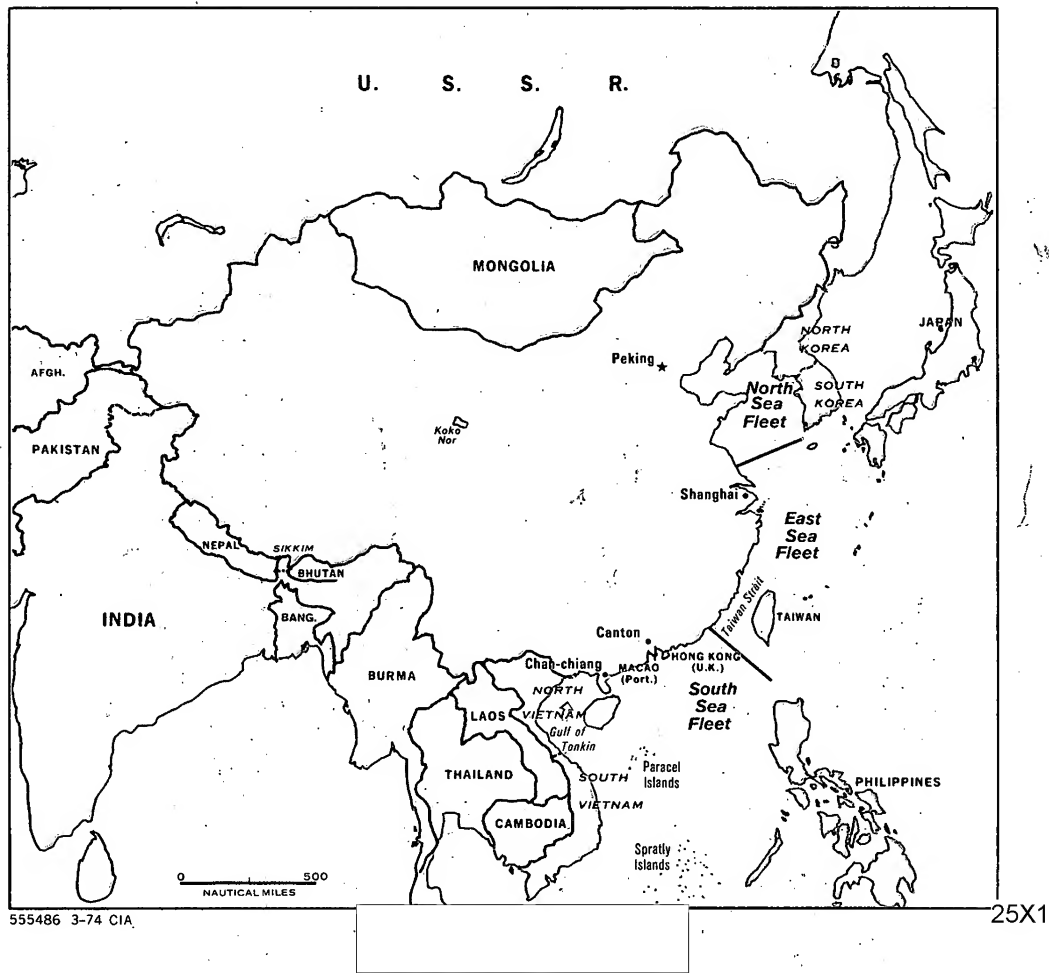 U. S. S. R.
MONGOLIA
JAPAN
NORTH
KOREA
Peking
AFGH.
SOUTH
KOREA
North
Sea
Fleet
Koko
Nor
PAKISTAN
Shanghai
East
Sea
Fleet
NEPAL
SIKKIM
BHUTAN
INDIA
BANG.
Taiwan Strait
TAIWAN
Canton
HONG KONG
(U.K.)
Chan-chiang
MACAO
(Port.)
BURMA
NORTH
VIETNAM
South
Sea
Fleet
LAOS
Gulf of
Tonkin
Paracel
Islands
THAILAND
SOUTH
VIETNAM
PHILIPPINES
CAMBODIA
Spratly
Islands
0 500
NAUTICAL MILES
555486 3-74 CIA
25X1